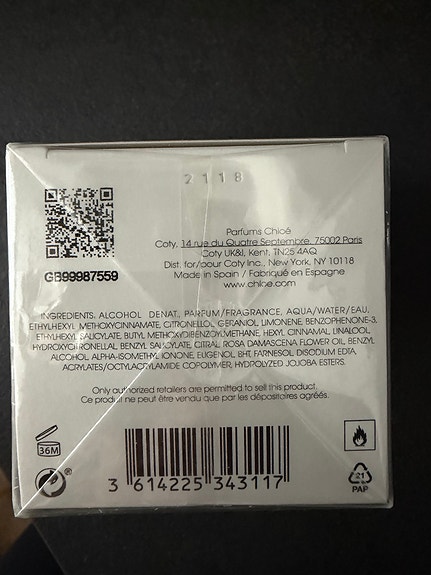 2118
GB99987559
Parfums Chloé
Coty, 14 rue du Quatre Septembre, 75002 Paris
Coty UK&I, Kent, TN25 4AQ
Dist. for/pour Coty Inc., New York, NY 10118
Made in Spain / Fabriqué en Espagne
www.chloe.com
INGREDIENTS: ALCOHOL DENAT., PARFUM/FRAGRANCE, AQUA/WATER/EAU,
ETHYLHEXYL METHOXYCINNAMATE, CITRONELLOL, GERANIOL, LIMONENE, BENZOPHENONE-3,
ETHYLHEXYL SALICYLATE, BUTYL METHOXYDIBENZOYLMETHANE, HEXYL CINNAMAL, LINALOOL,
HYDROXYCITRONELLAL, BENZYL SALICYLATE, CITRAL, ROSA DAMASCENA FLOWER OIL, BENZYL
ALCOHOL, ALPHA-ISOMETHYL IONONE, EUGENOL, BHT, FARNESOL, DISODIUM EDTA,
ACRYLATES/OCTYLACRYLAMIDE COPOLYMER, HYDROLYZED JOJOBA ESTERS.
Only authorized retailers are permitted to sell this product.
Ce produit ne peut être vendu que par les dépositaires agréés.
36M
®
3 614225 343117
21
PAP